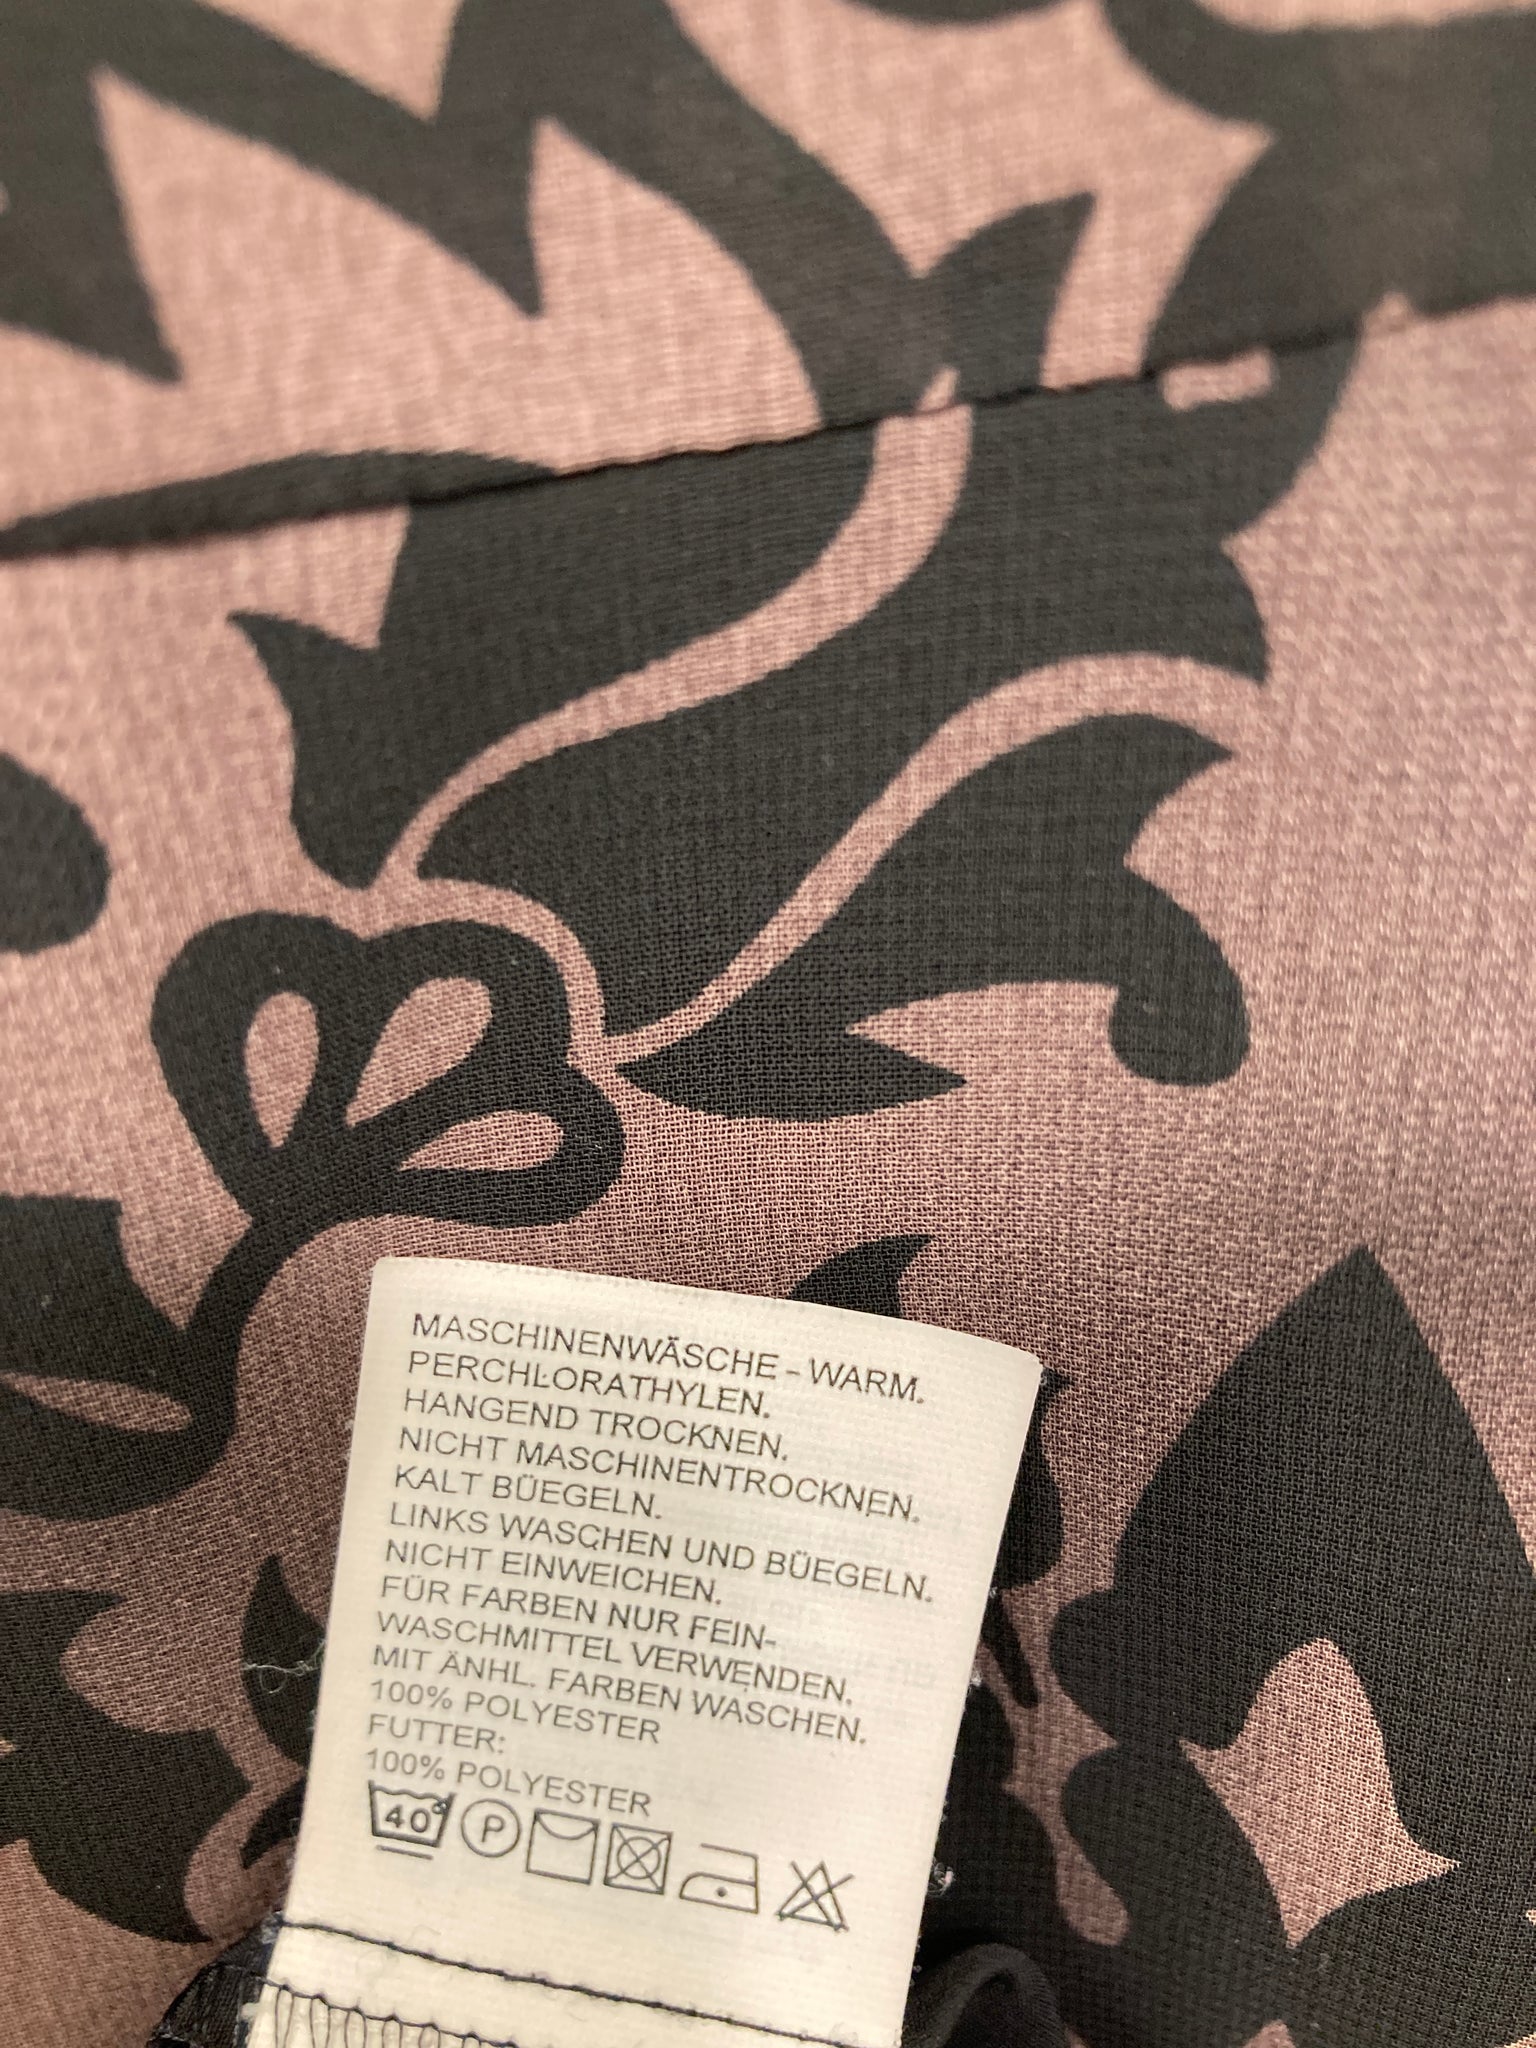 MASCHINENWÄSCHE - WARM.
PERCHLORATHYLEN.
HANGEND TROCKNEN.
NICHT MASCHINENTROCKNEN.
KALT BÜEGELN.
LINKS WASCHEN UND BÜEGELN.
NICHT EINWEICHEN.
FÜR FARBEN NUR FEIN-
WASCHMITTEL VERWENDEN.
MIT ÄNHL. FARBEN WASCHEN.
100% POLYESTER
FUTTER:
100% POLYESTER
40° P